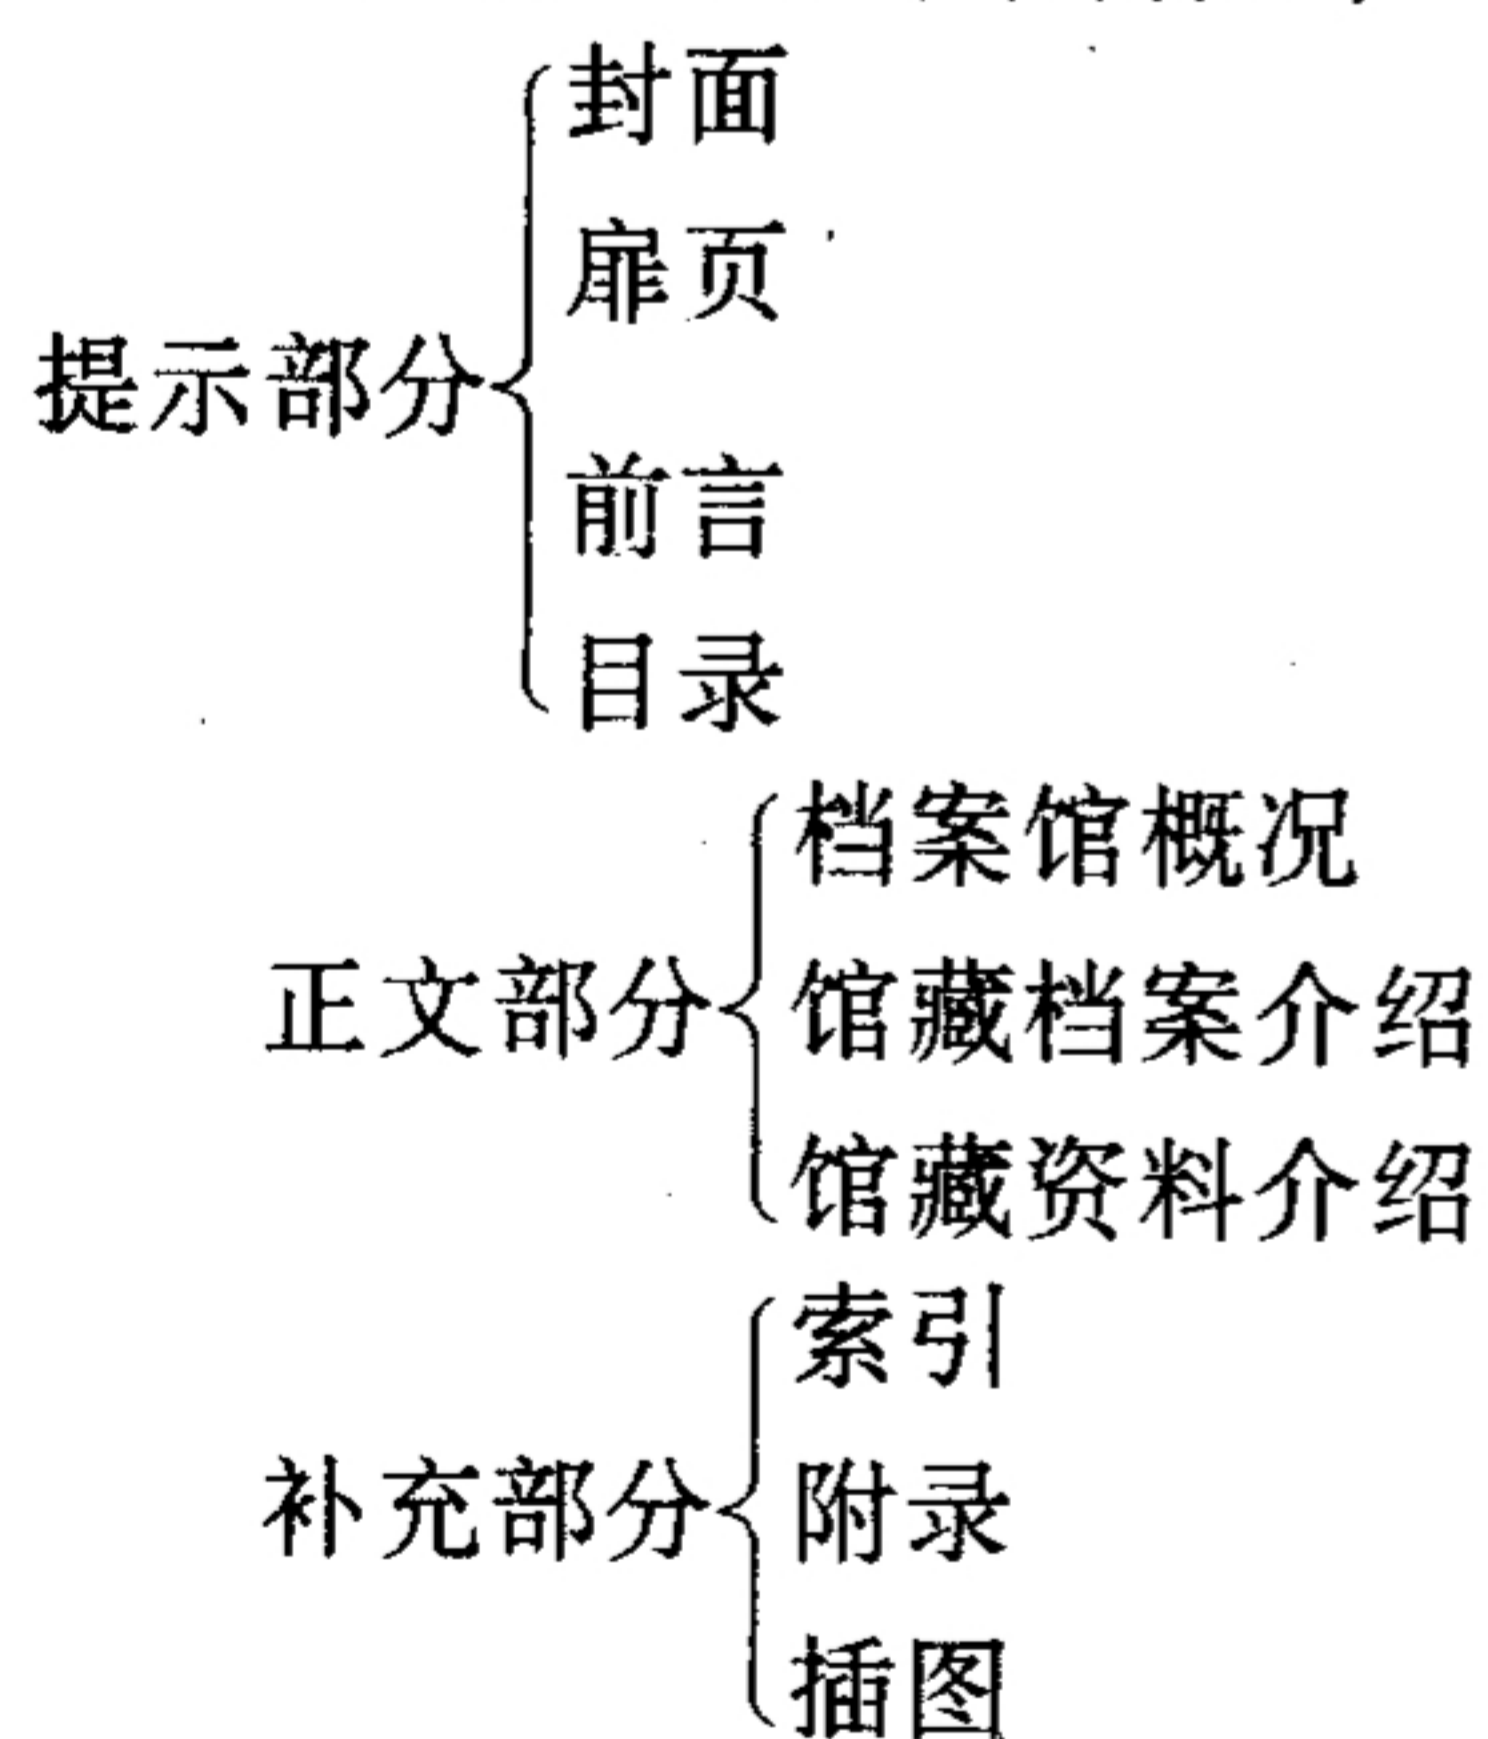 封面
扉页
提示部分
前言
目录
档案馆概况
正文部分 馆藏档案介绍
馆藏资料介绍
索引
补充部分 附录
插图